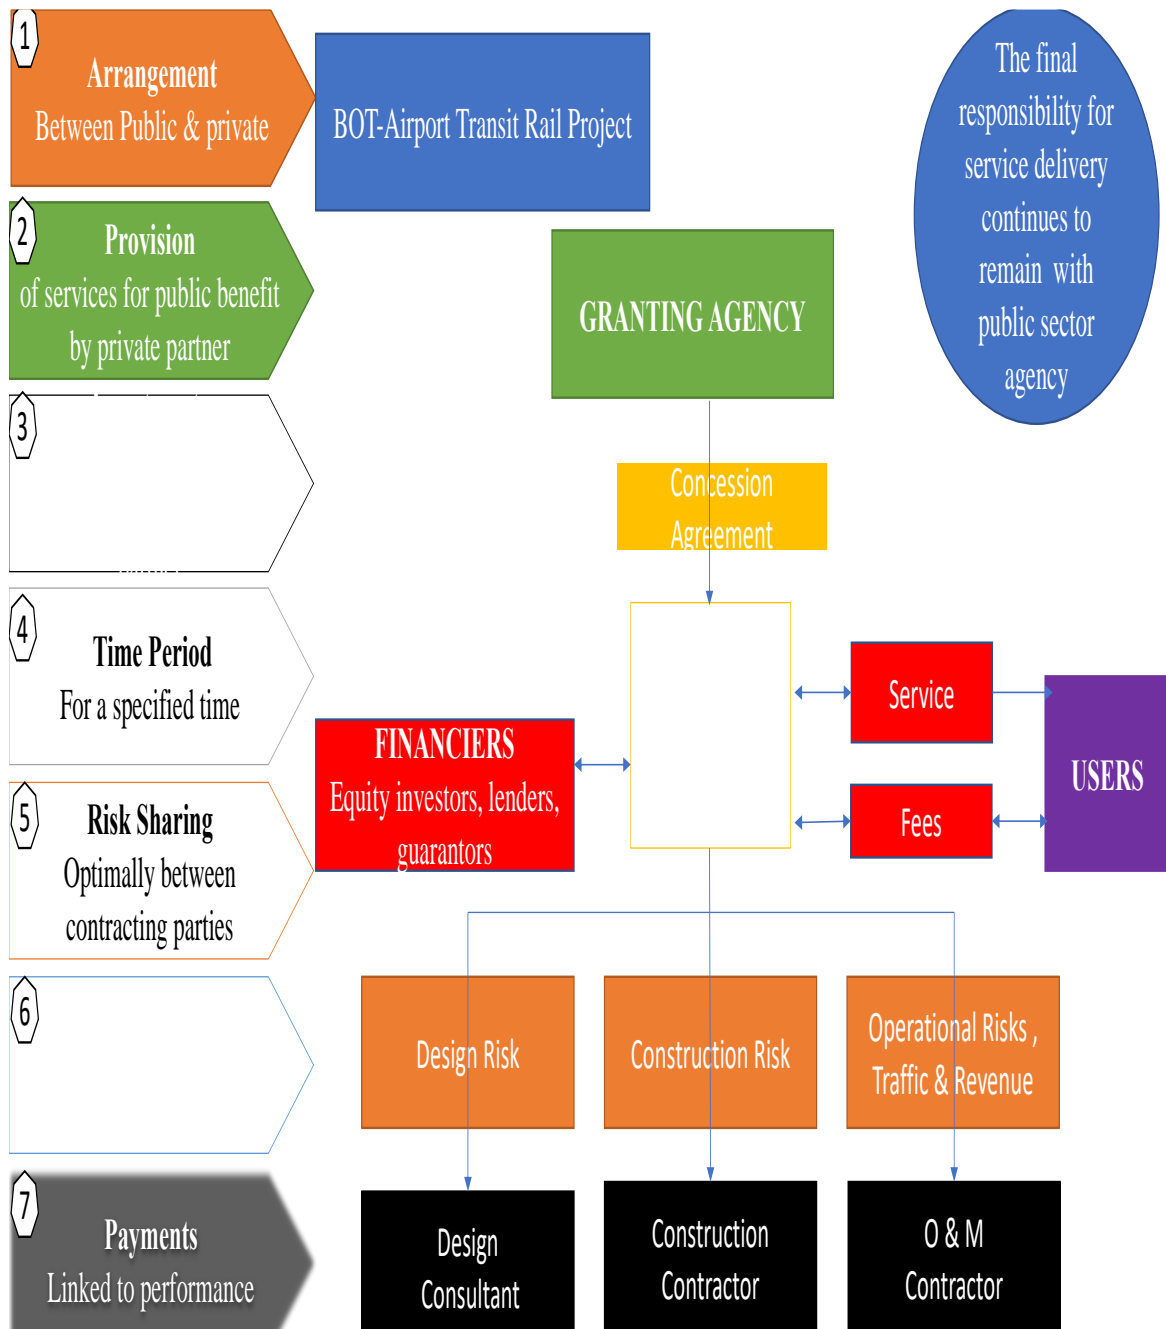 1
Arrangement
Between Public & private
BOT-Airport Transit Rail Project
The final
responsibility for
service delivery
continues to
remain with
public sector
agency
2
Provision
of services for public benefit
by private partner
GRANTING AGENCY
3
Concession
Agreement
4
Time Period
For a specified time
Service
FINANCIERS
Equity investors, lenders,
guarantors
USERS
Fees
5
Risk Sharing
Optimally between
contracting parties
6
Design Risk
Construction Risk
Operational Risks ,
Traffic & Revenue
7
Payments
Linked to performance
Design
Consultant
Construction
Contractor
O & M
Contractor